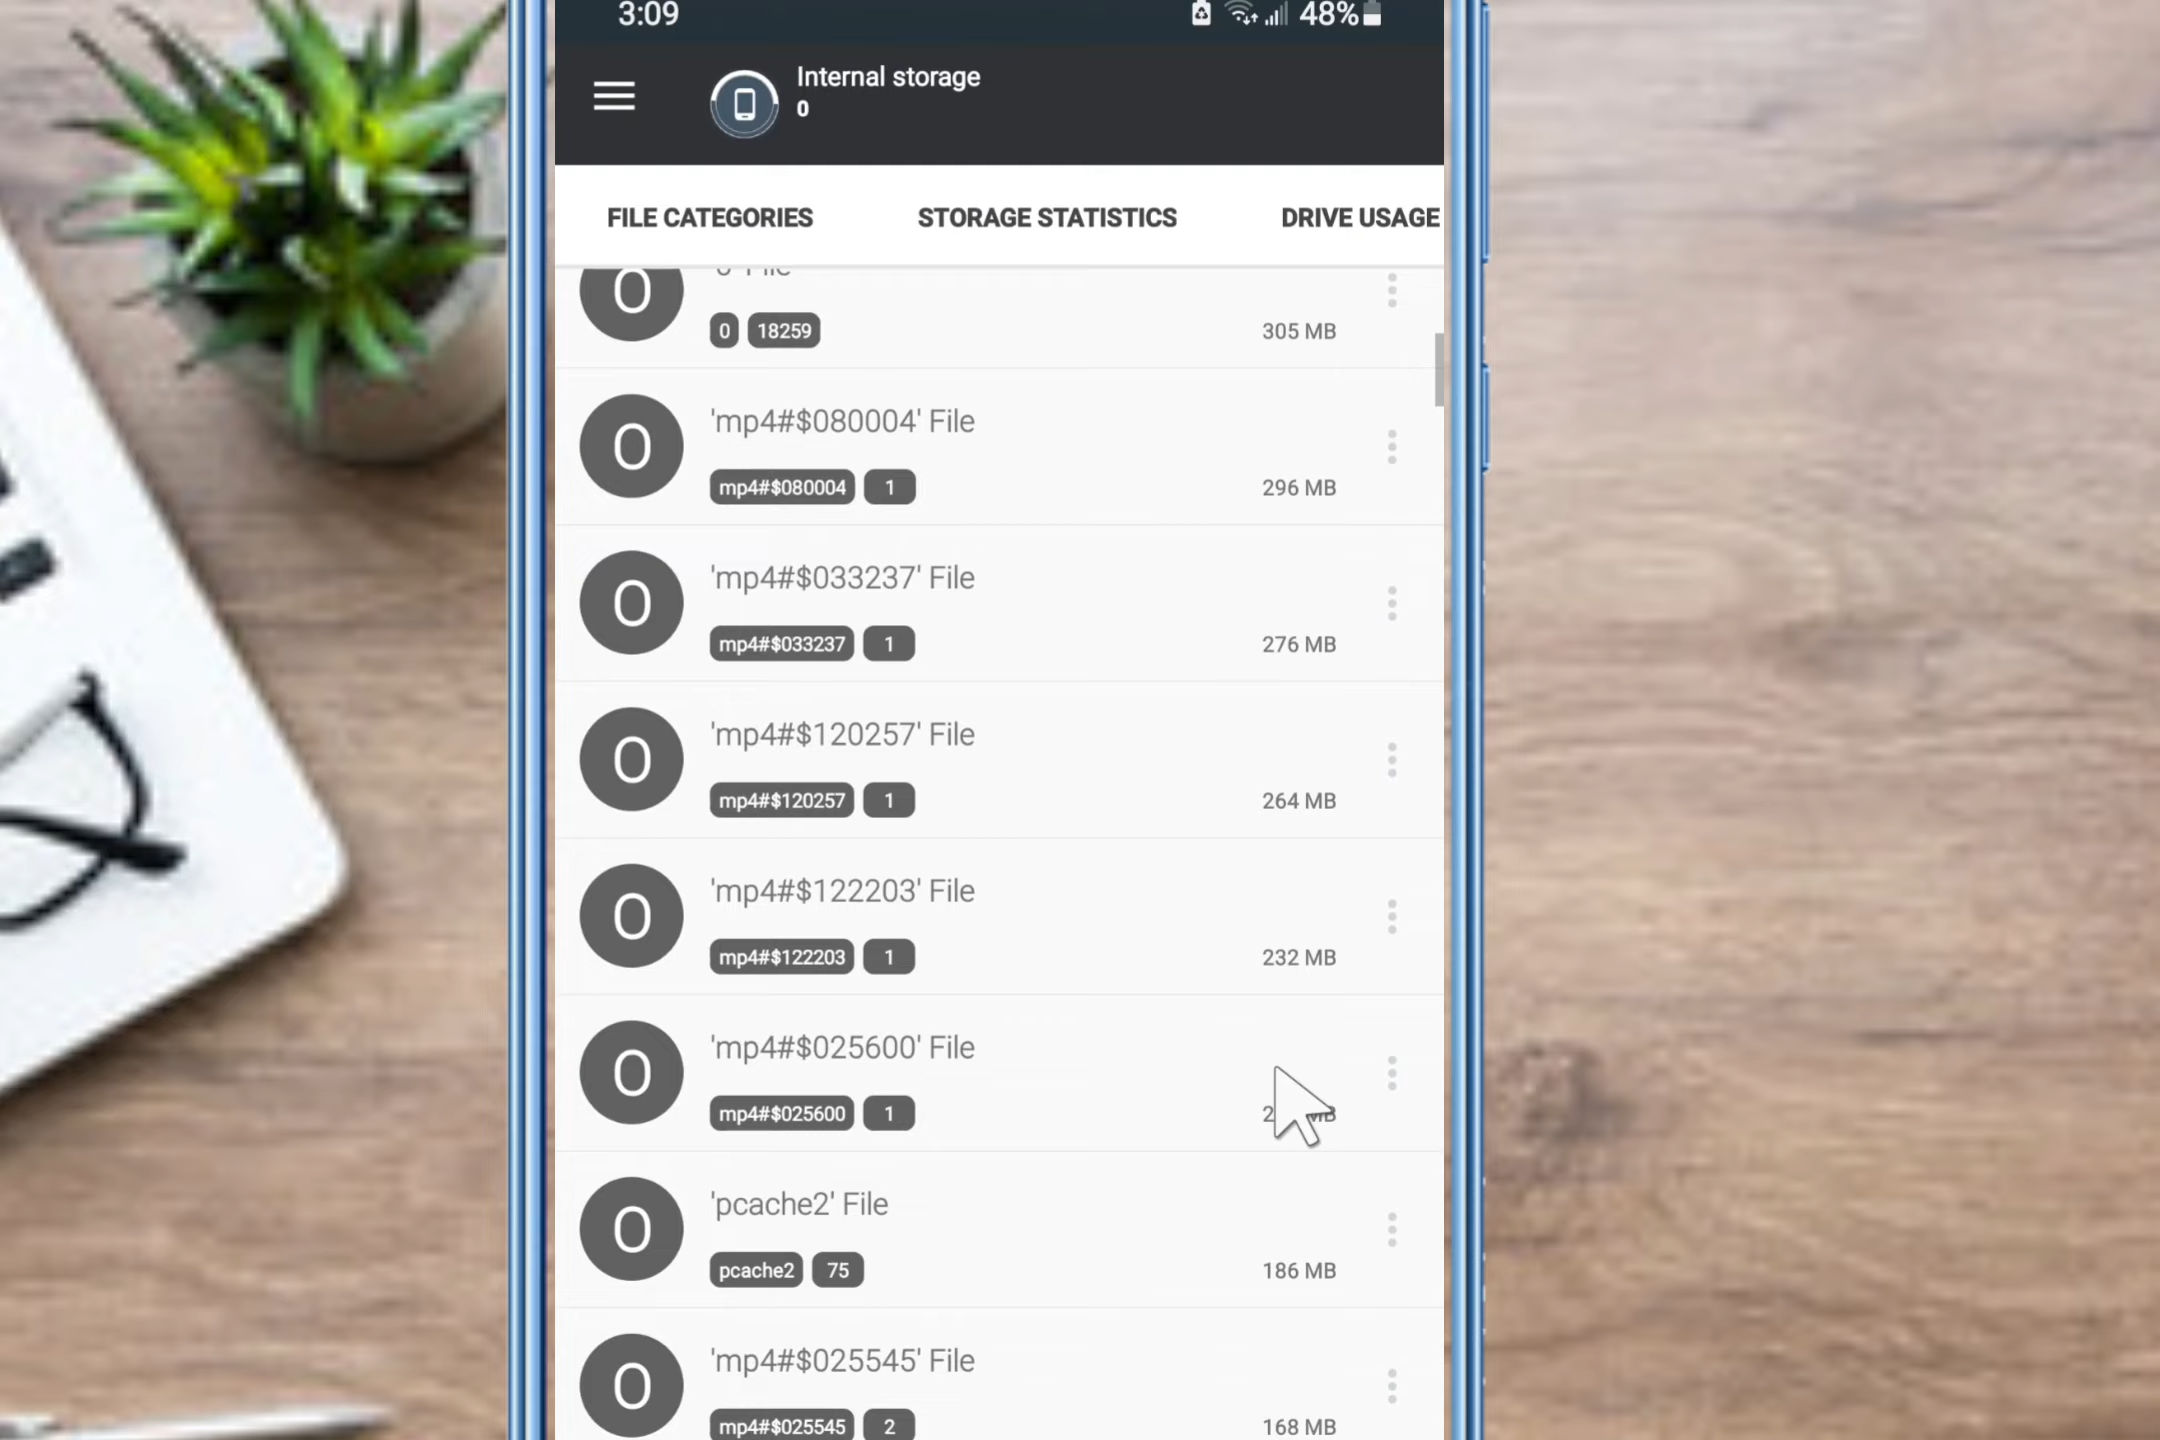 3:09
48%
Internal storage
0
FILE CATEGORIES
STORAGE STATISTICS
DRIVE USAGE
'0' File
0
18259
305 MB
'mp4#$080004' File
mp4#$080004
1
296 MB
'mp4#$033237' File
mp4#$033237
1
276 MB
'mp4#$120257' File
mp4#$120257
1
264 MB
'mp4#$122203' File
mp4#$122203
1
232 MB
'mp4#$025600' File
mp4#$025600
1
MB
'pcache2' File
pcache2
75
186 MB
'mp4#$025545' File
mp4#$025545
2
168 MB